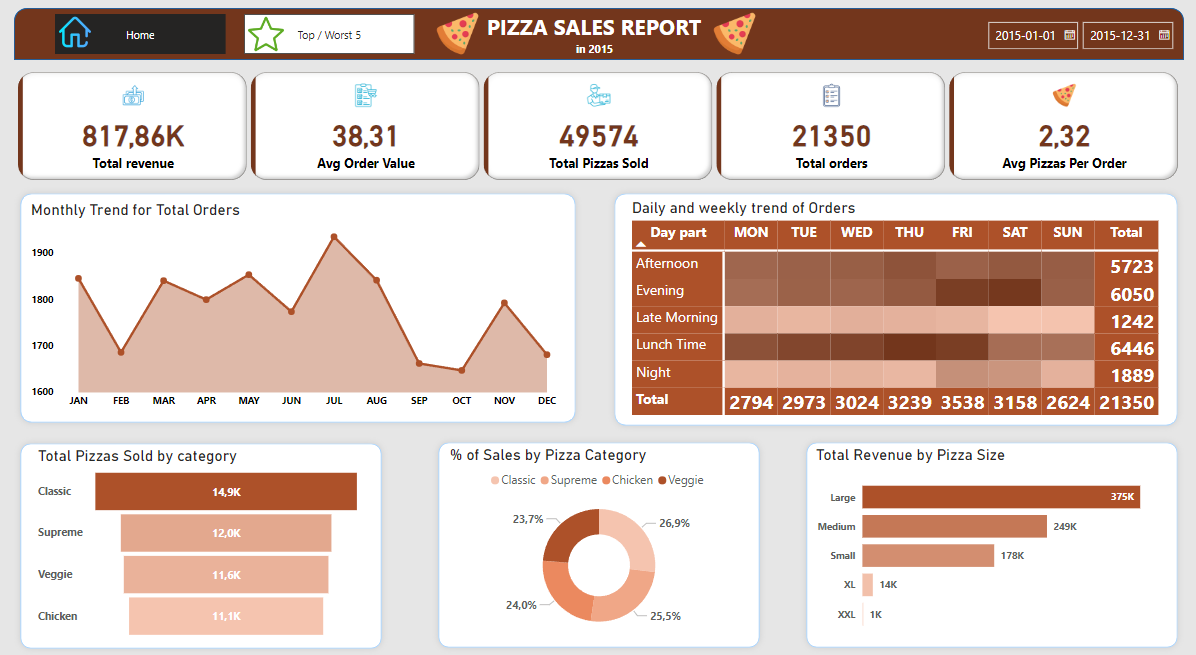 Home
Top / Worst 5
PIZZA SALES REPORT
in 2015
2015-01-01
2015-12-31
817,86K
Total revenue
38,31
Avg Order Value
49574
Total Pizzas Sold
21350
Total orders
2,32
Avg Pizzas Per Order
Monthly Trend for Total Orders
1900
1800
1700
1600
JAN FEB MAR APR MAY JUN JUL AUG SEP OCT NOV DEC
Daily and weekly trend of Orders
Day part MON TUE WED THU FRI SAT SUN Total
Afternoon 5723
Evening 6050
Late Morning 1242
Lunch Time 6446
Night 1889
Total 2794 2973 3024 3239 3538 3158 2624 21350
Total Pizzas Sold by category
Classic 14,9K
Supreme 12,0K
Veggie 11,6K
Chicken 11,1K
% of Sales by Pizza Category
Classic Supreme Chicken Veggie
23,7% 26,9%
24,0% 25,5%
Total Revenue by Pizza Size
Large 375K
Medium 249K
Small 178K
XL 14K
XXL 1K